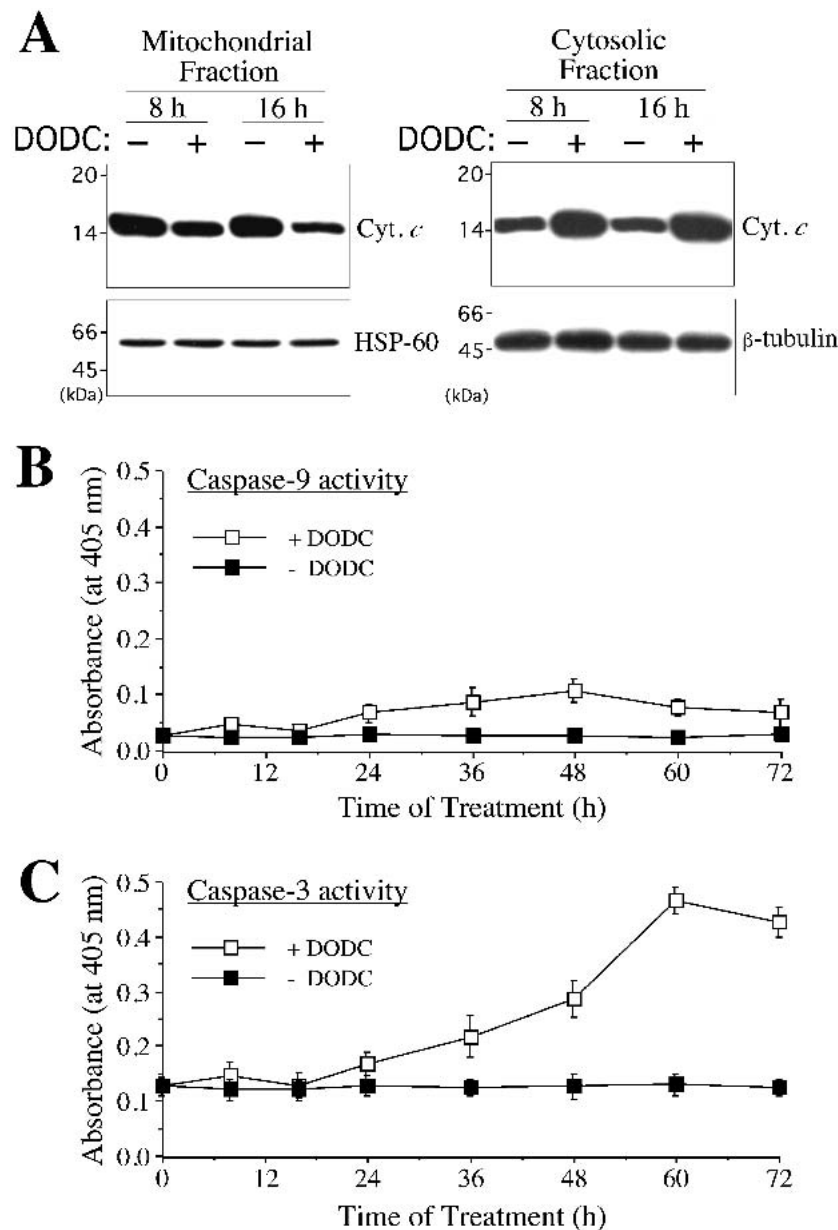 A
Mitochondrial
Fraction
8 h 16 h
DODC: − + − +
20
14
Cyt. c
66
45
(kDa)
HSP-60
Cytosolic
Fraction
8 h 16 h
DODC: − + − +
20
14
Cyt. c
66
45
(kDa)
β-tubulin
B
Caspase-9 activity
+ DODC
- DODC
Absorbance (at 405 nm)
0.5
0.4
0.3
0.2
0.1
0.0
0 12 24 36 48 60 72
Time of Treatment (h)
C
Caspase-3 activity
+ DODC
- DODC
Absorbance (at 405 nm)
0.5
0.4
0.3
0.2
0.1
0.0
0 12 24 36 48 60 72
Time of Treatment (h)